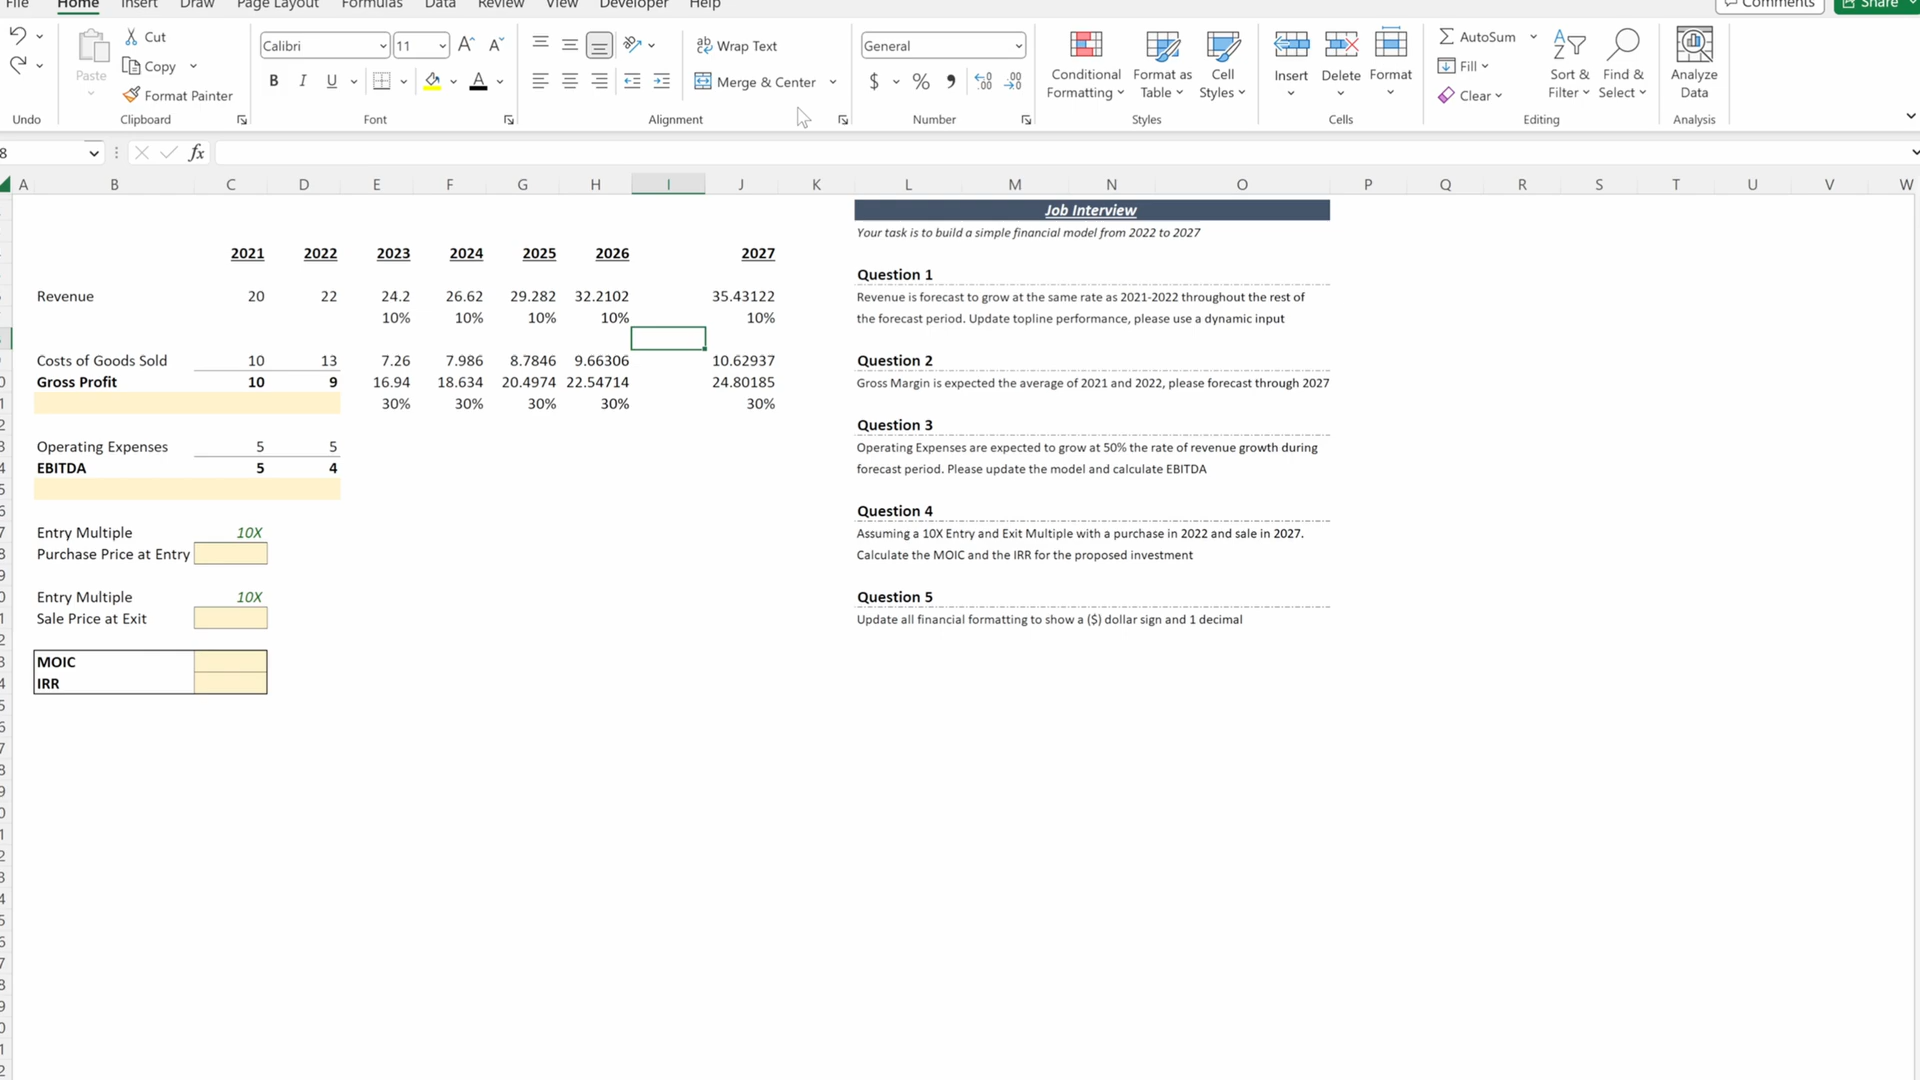 File Home Insert Draw Page Layout Formulas Data Review View Developer Help Comments Share
Cut
Copy
Paste
Format Painter
Undo
Clipboard
Calibri 11
B I U
Font
ab Wrap Text
Merge & Center
Alignment
General
$ % 9
Number
Conditional Formatting
Format as Table
Cell Styles
Styles
Insert
Delete
Format
Cells
AutoSum
Fill
Clear
Sort & Filter
Find & Select
Editing
Analyze Data
Analysis
8 fx
A B C D E F G H I J K L M N O P Q R S T U V W
Job Interview
Your task is to build a simple financial model from 2022 to 2027
2021 2022 2023 2024 2025 2026 2027
Question 1
Revenue 20 22 24.2 26.62 29.282 32.2102 35.43122
Revenue is forecast to grow at the same rate as 2021-2022 throughout the rest of
10% 10% 10% 10% 10%
the forecast period. Update topline performance, please use a dynamic input
Costs of Goods Sold 10 13 7.26 7.986 8.7846 9.66306 10.62937
Question 2
Gross Profit 10 9 16.94 18.634 20.4974 22.54714 24.80185
Gross Margin is expected the average of 2021 and 2022, please forecast through 2027
30% 30% 30% 30% 30%
Question 3
Operating Expenses 5 5
Operating Expenses are expected to grow at 50% the rate of revenue growth during
EBITDA 5 4
forecast period. Please update the model and calculate EBITDA
Question 4
Entry Multiple 10X
Assuming a 10X Entry and Exit Multiple with a purchase in 2022 and sale in 2027.
Purchase Price at Entry
Calculate the MOIC and the IRR for the proposed investment
Entry Multiple 10X
Question 5
Sale Price at Exit
Update all financial formatting to show a ($) dollar sign and 1 decimal
MOIC
IRR